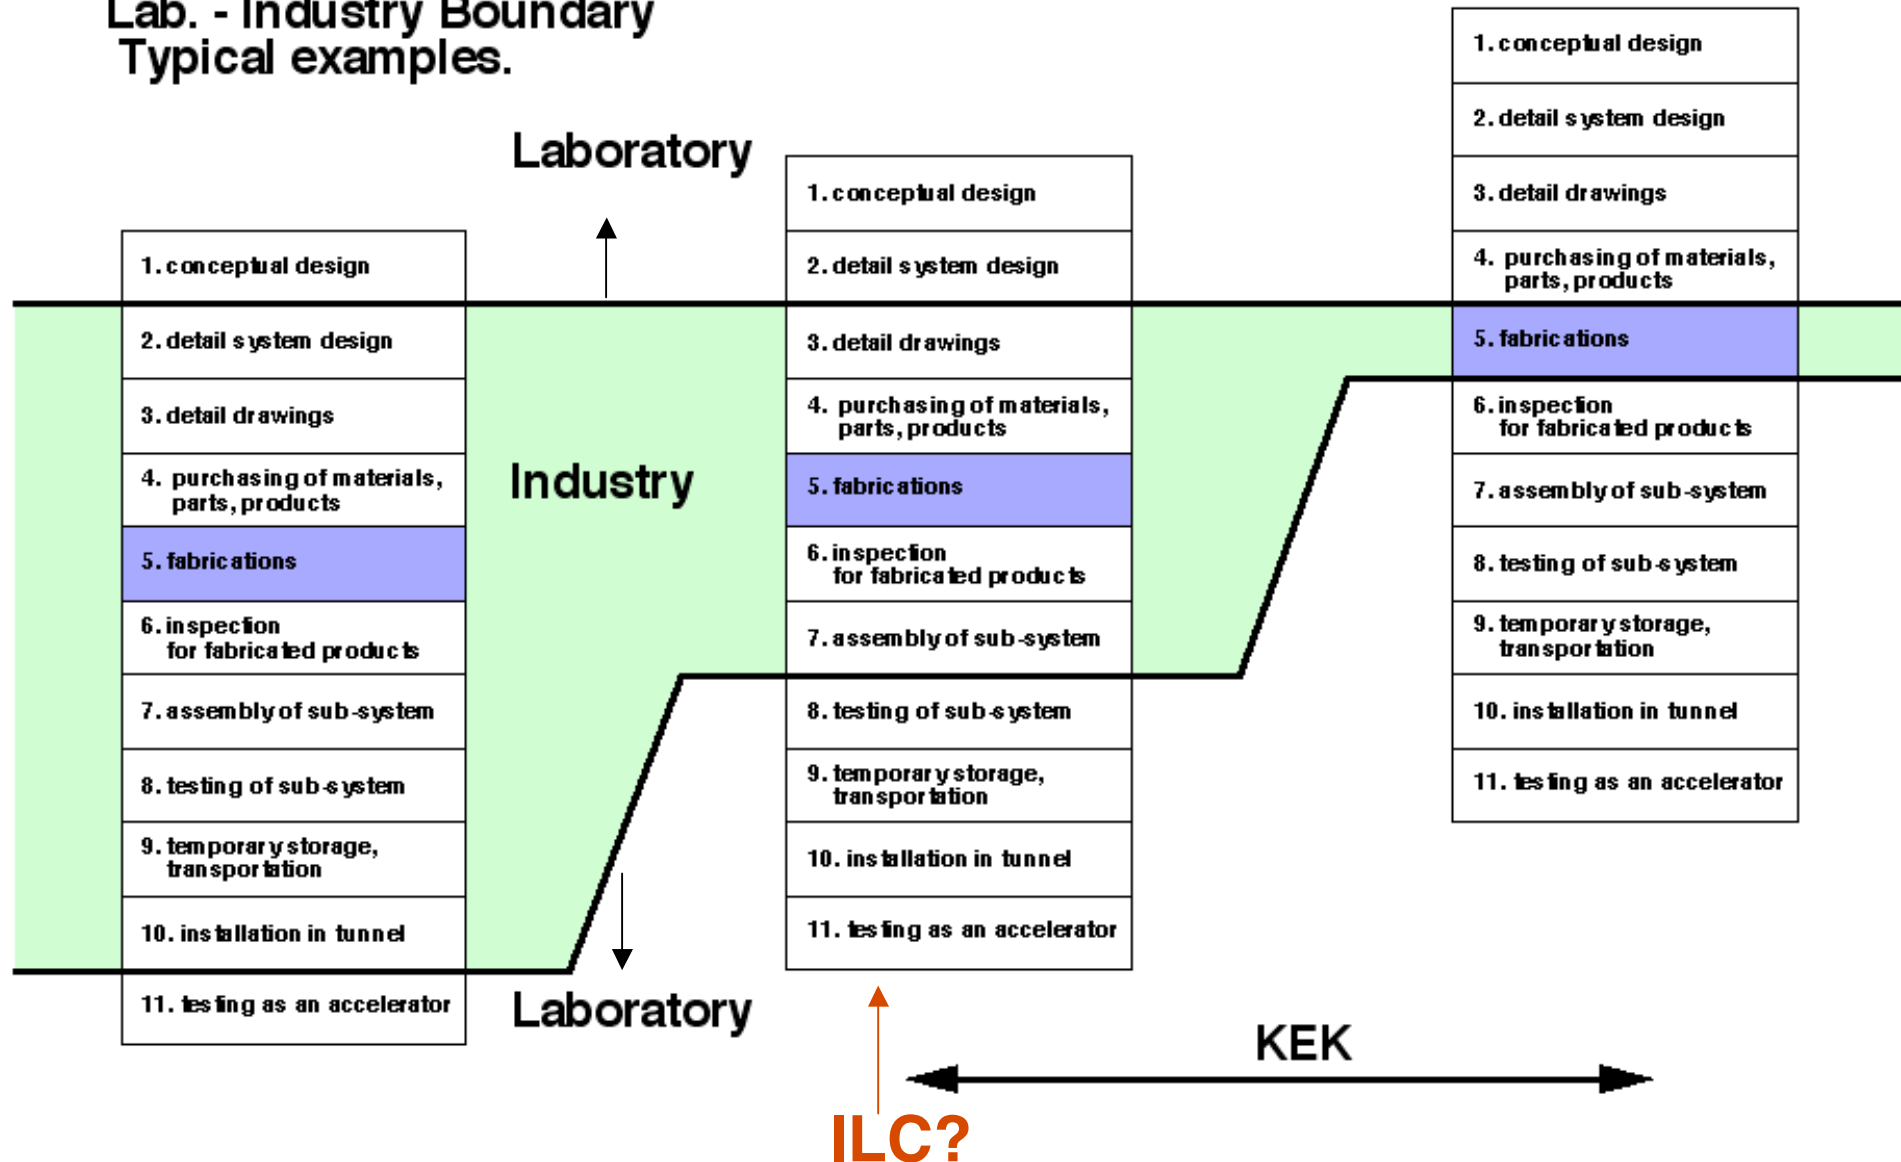 Lab. - Industry Boundary
Typical examples.
Laboratory
Industry
Laboratory
1. conceptual design
2. detail system design
3. detail drawings
4. purchasing of materials,
parts, products
5. fabrications
6. inspection
for fabricated products
7. assembly of sub-system
8. testing of sub-system
9. temporary storage,
transportation
10. installation in tunnel
11. testing as an accelerator
1. conceptual design
2. detail system design
3. detail drawings
4. purchasing of materials,
parts, products
5. fabrications
6. inspection
for fabricated products
7. assembly of sub-system
8. testing of sub-system
9. temporary storage,
transportation
10. installation in tunnel
11. testing as an accelerator
1. conceptual design
2. detail system design
3. detail drawings
4. purchasing of materials,
parts, products
5. fabrications
6. inspection
for fabricated products
7. assembly of sub-system
8. testing of sub-system
9. temporary storage,
transportation
10. installation in tunnel
11. testing as an accelerator
KEK
ILC?